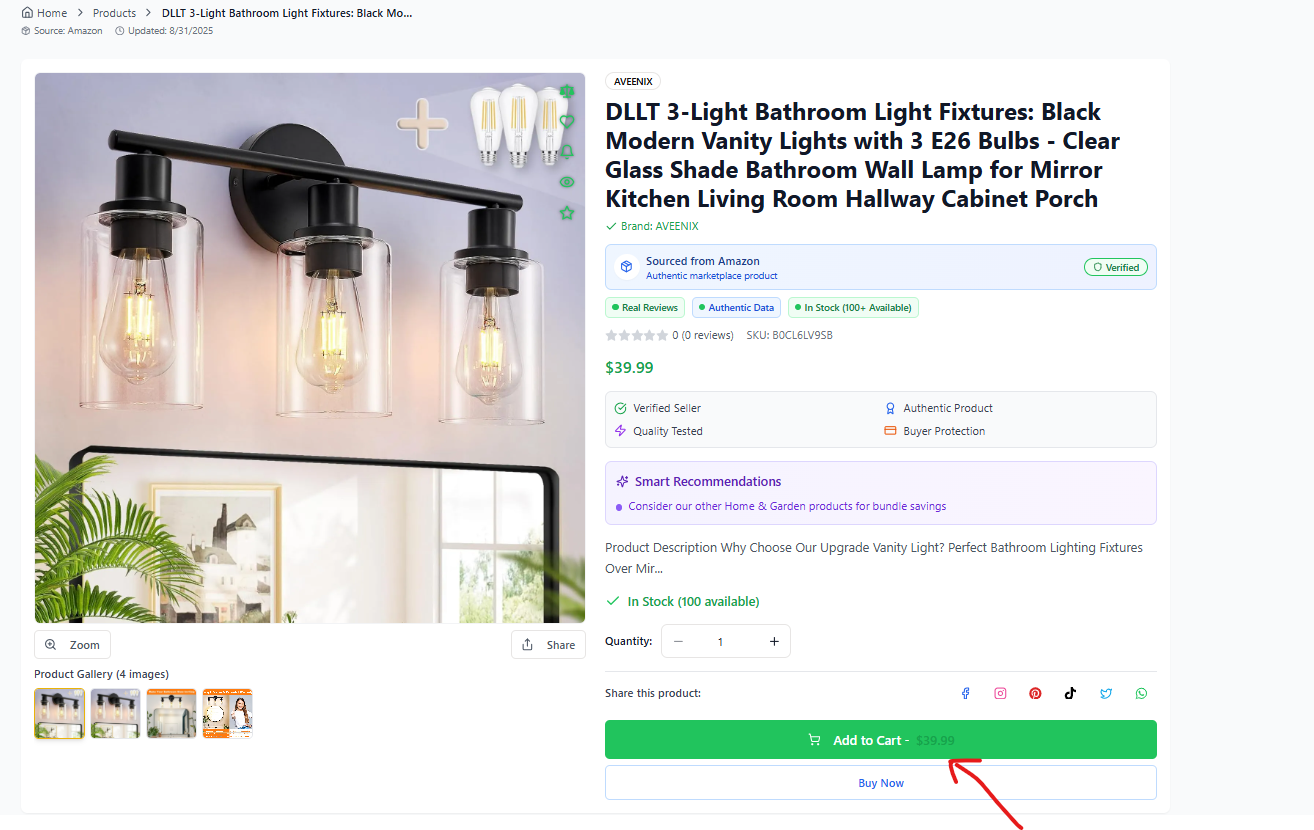 Home > Products > DLLT 3-Light Bathroom Light Fixtures: Black Mo...
Source: Amazon Updated: 8/31/2025
AVEENIX
DLLT 3-Light Bathroom Light Fixtures: Black
Modern Vanity Lights with 3 E26 Bulbs - Clear
Glass Shade Bathroom Wall Lamp for Mirror
Kitchen Living Room Hallway Cabinet Porch
Brand: AVEENIX
Sourced from Amazon
Authentic marketplace product
Verified
Real Reviews Authentic Data In Stock (100+ Available)
0 (0 reviews) SKU: B0CL6LV9SB
$39.99
Verified Seller Authentic Product
Quality Tested Buyer Protection
Smart Recommendations
Consider our other Home & Garden products for bundle savings
Product Description Why Choose Our Upgrade Vanity Light? Perfect Bathroom Lighting Fixtures
Over Mir...
In Stock (100 available)
Quantity: − 1 +
Share this product:
Add to Cart - $39.99
Buy Now
Zoom Share
Product Gallery (4 images)